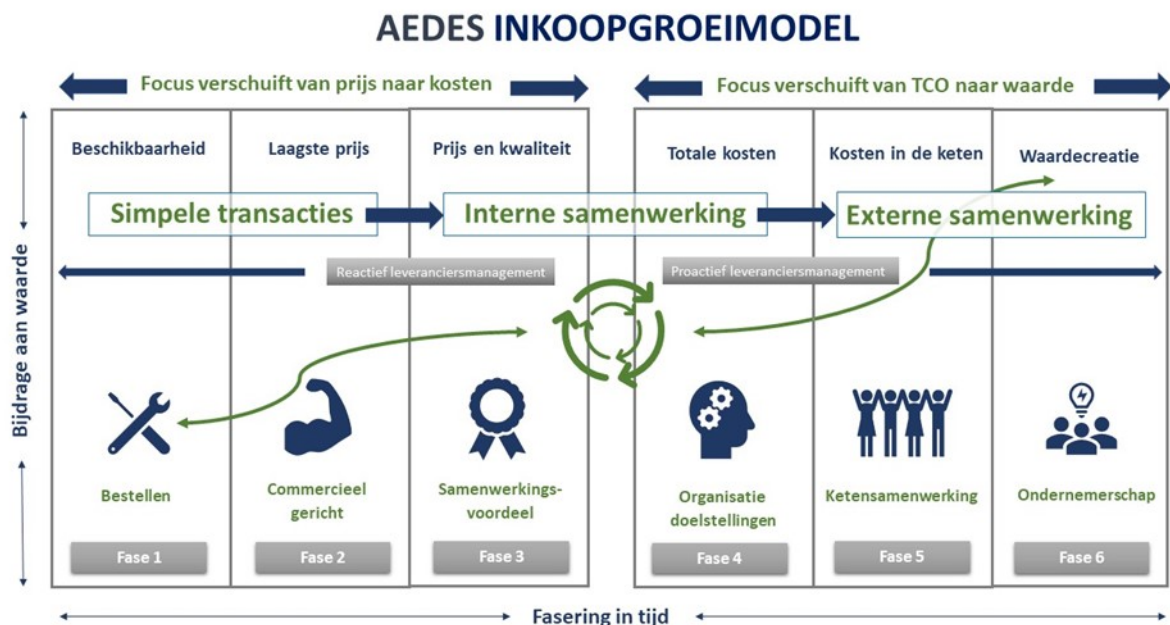 AEDES INKOOPGROEIMODEL
Focus verschuift van prijs naar kosten
Focus verschuift van TCO naar waarde
Beschikbaarheid
Laagste prijs
Prijs en kwaliteit
Totale kosten
Kosten in de keten
Waardecreatie
Simpele transacties
Interne samenwerking
Externe samenwerking
Reactief leveranciersmanagement
Proactief leveranciersmanagement
Bijdrage aan waarde
Bestellen
Commercieel
gericht
Samenwerkings-
voordeel
Organisatie
doelstellingen
Ketensamenwerking
Ondernemerschap
Fase 1
Fase 2
Fase 3
Fase 4
Fase 5
Fase 6
Fasering in tijd